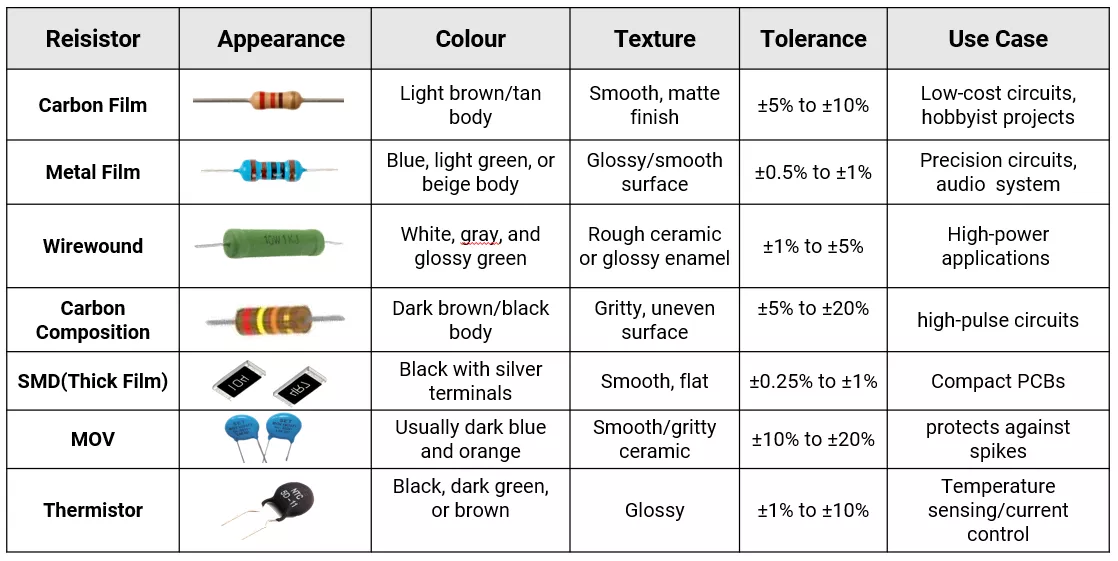 Reisistor Appearance Colour Texture Tolerance Use Case
Carbon Film
Light brown/tan
body
Smooth, matte
finish
±5% to ±10%
Low-cost circuits,
hobbyist projects
Metal Film
Blue, light green, or
beige body
Glossy/smooth
surface
±0.5% to ±1%
Precision circuits,
audio system
Wirewound
10W 1KJ
White, gray, and
glossy green
Rough ceramic
or glossy enamel
±1% to ±5%
High-power
applications
Carbon
Composition
Dark brown/black
body
Gritty, uneven
surface
±5% to ±20%
high-pulse circuits
SMD(Thick Film)
Black with silver
terminals
Smooth, flat
±0.25% to ±1%
Compact PCBs
MOV
Usually dark blue
and orange
Smooth/gritty
ceramic
±10% to ±20%
protects against
spikes
Thermistor
NTC
5D-11
Black, dark green,
or brown
Glossy
±1% to ±10%
Temperature
sensing/current
control